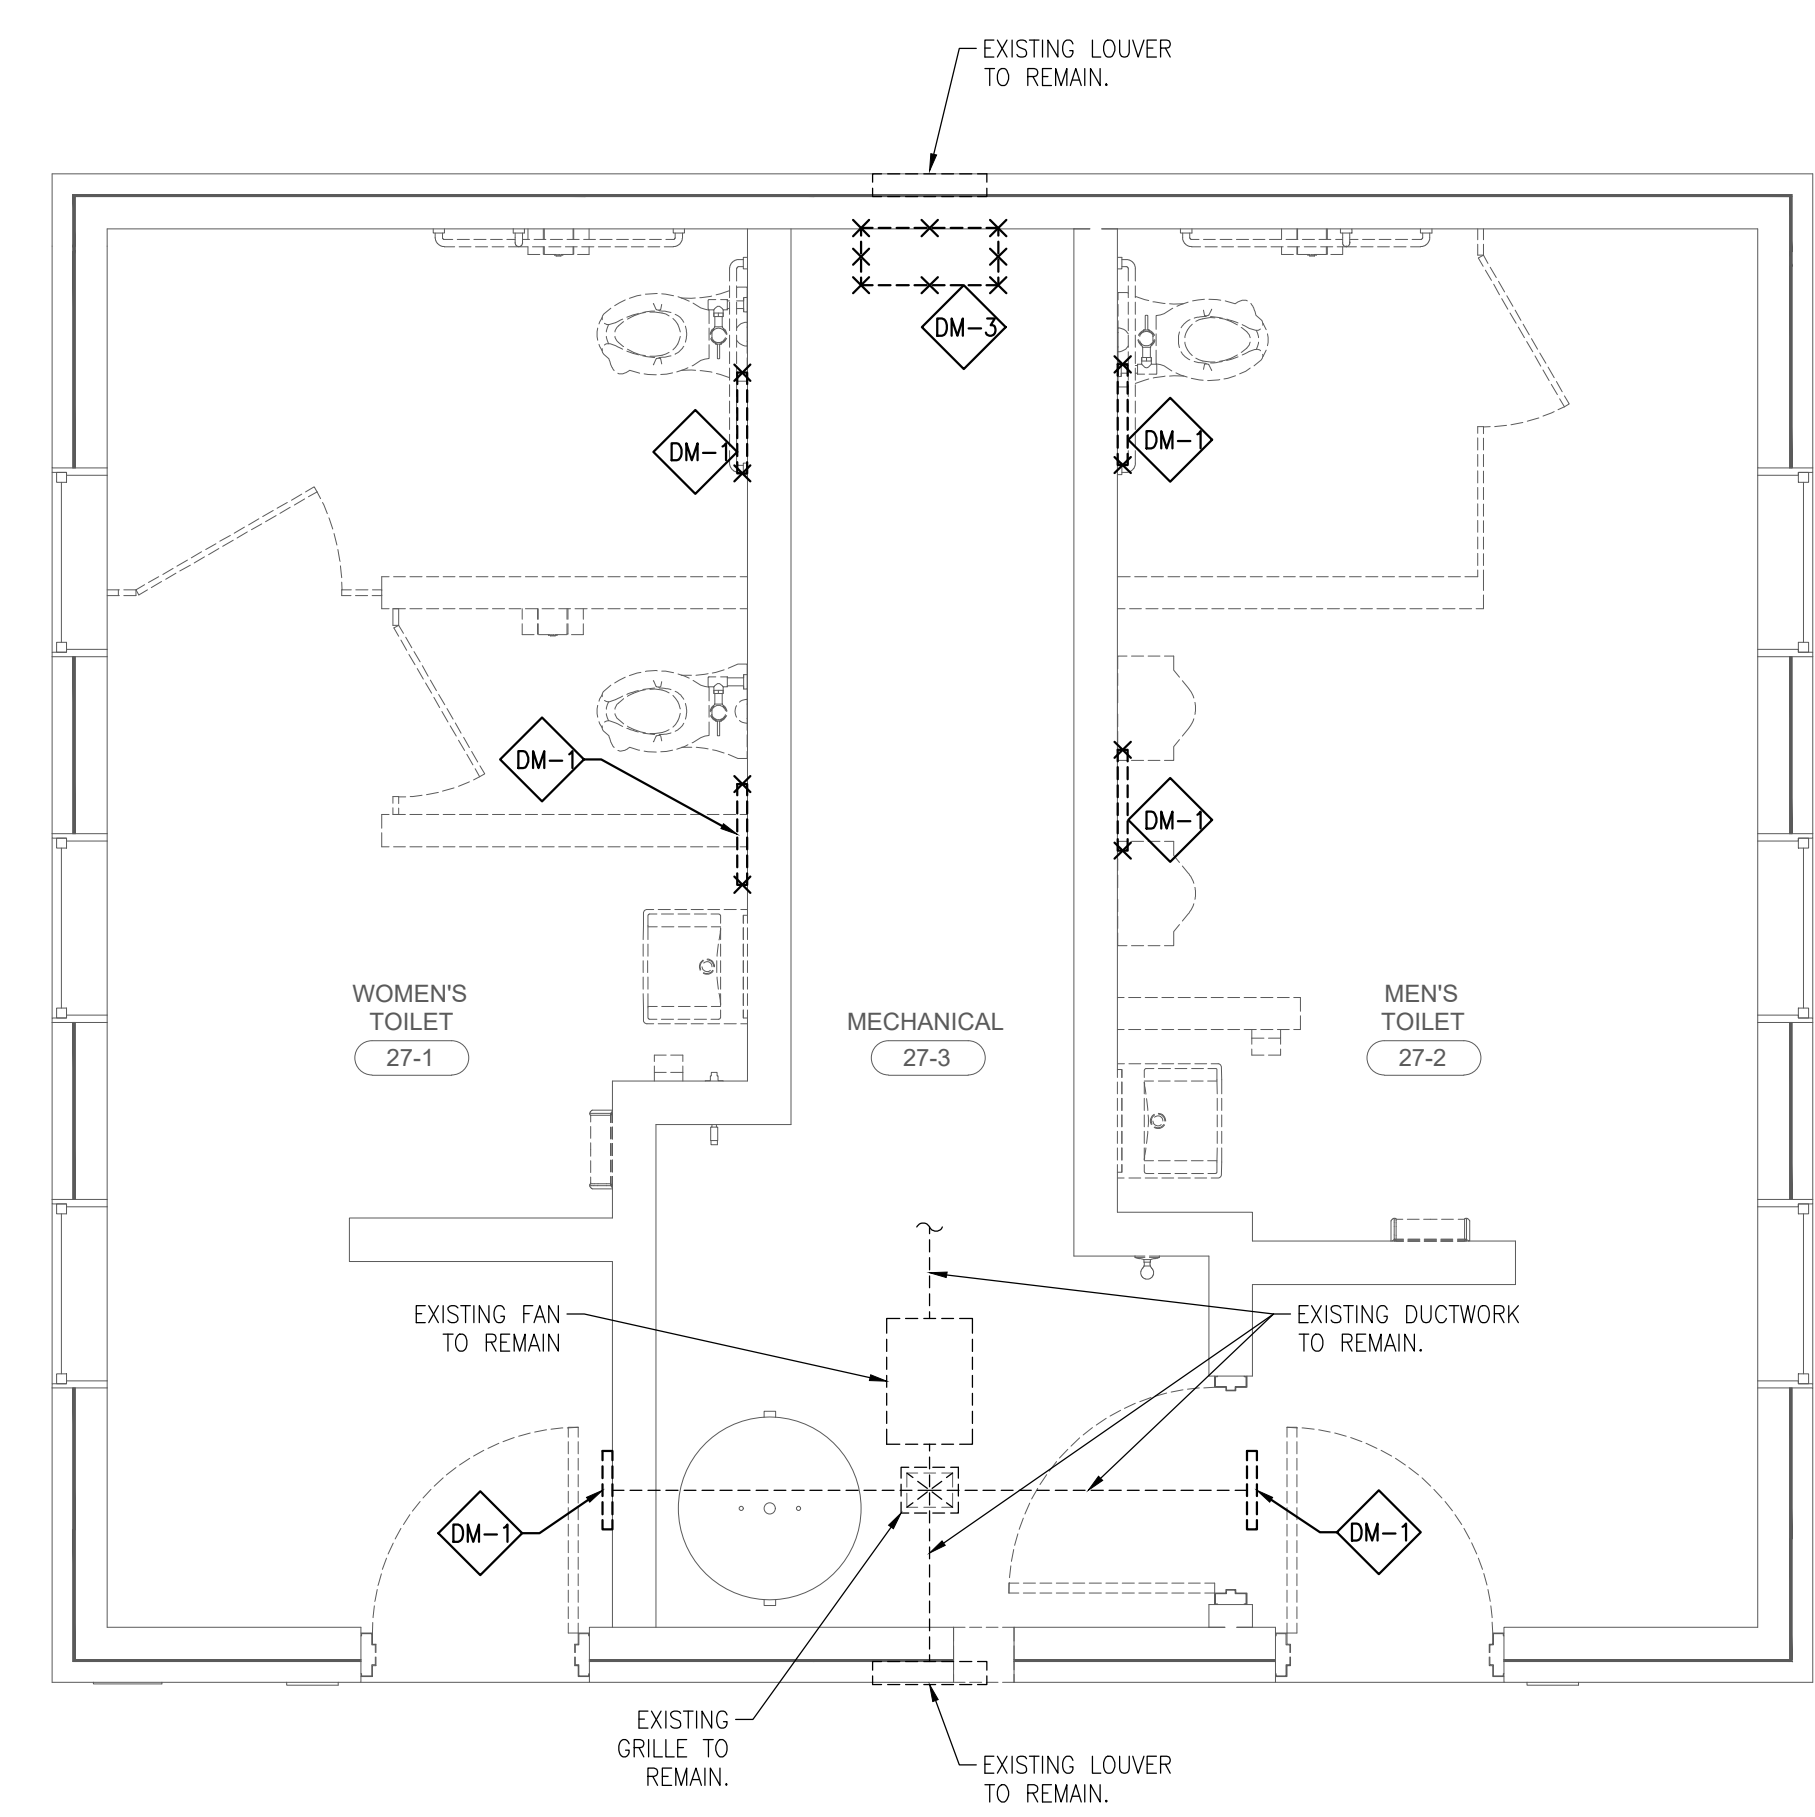 EXISTING LOUVER
TO REMAIN.
DM-3
DM-1
DM-1
DM-1
DM-1
WOMEN'S
TOILET
27-1
MECHANICAL
27-3
MEN'S
TOILET
27-2
EXISTING FAN
TO REMAIN
EXISTING DUCTWORK
TO REMAIN.
DM-1
DM-1
EXISTING
GRILLE TO
REMAIN.
EXISTING LOUVER
TO REMAIN.